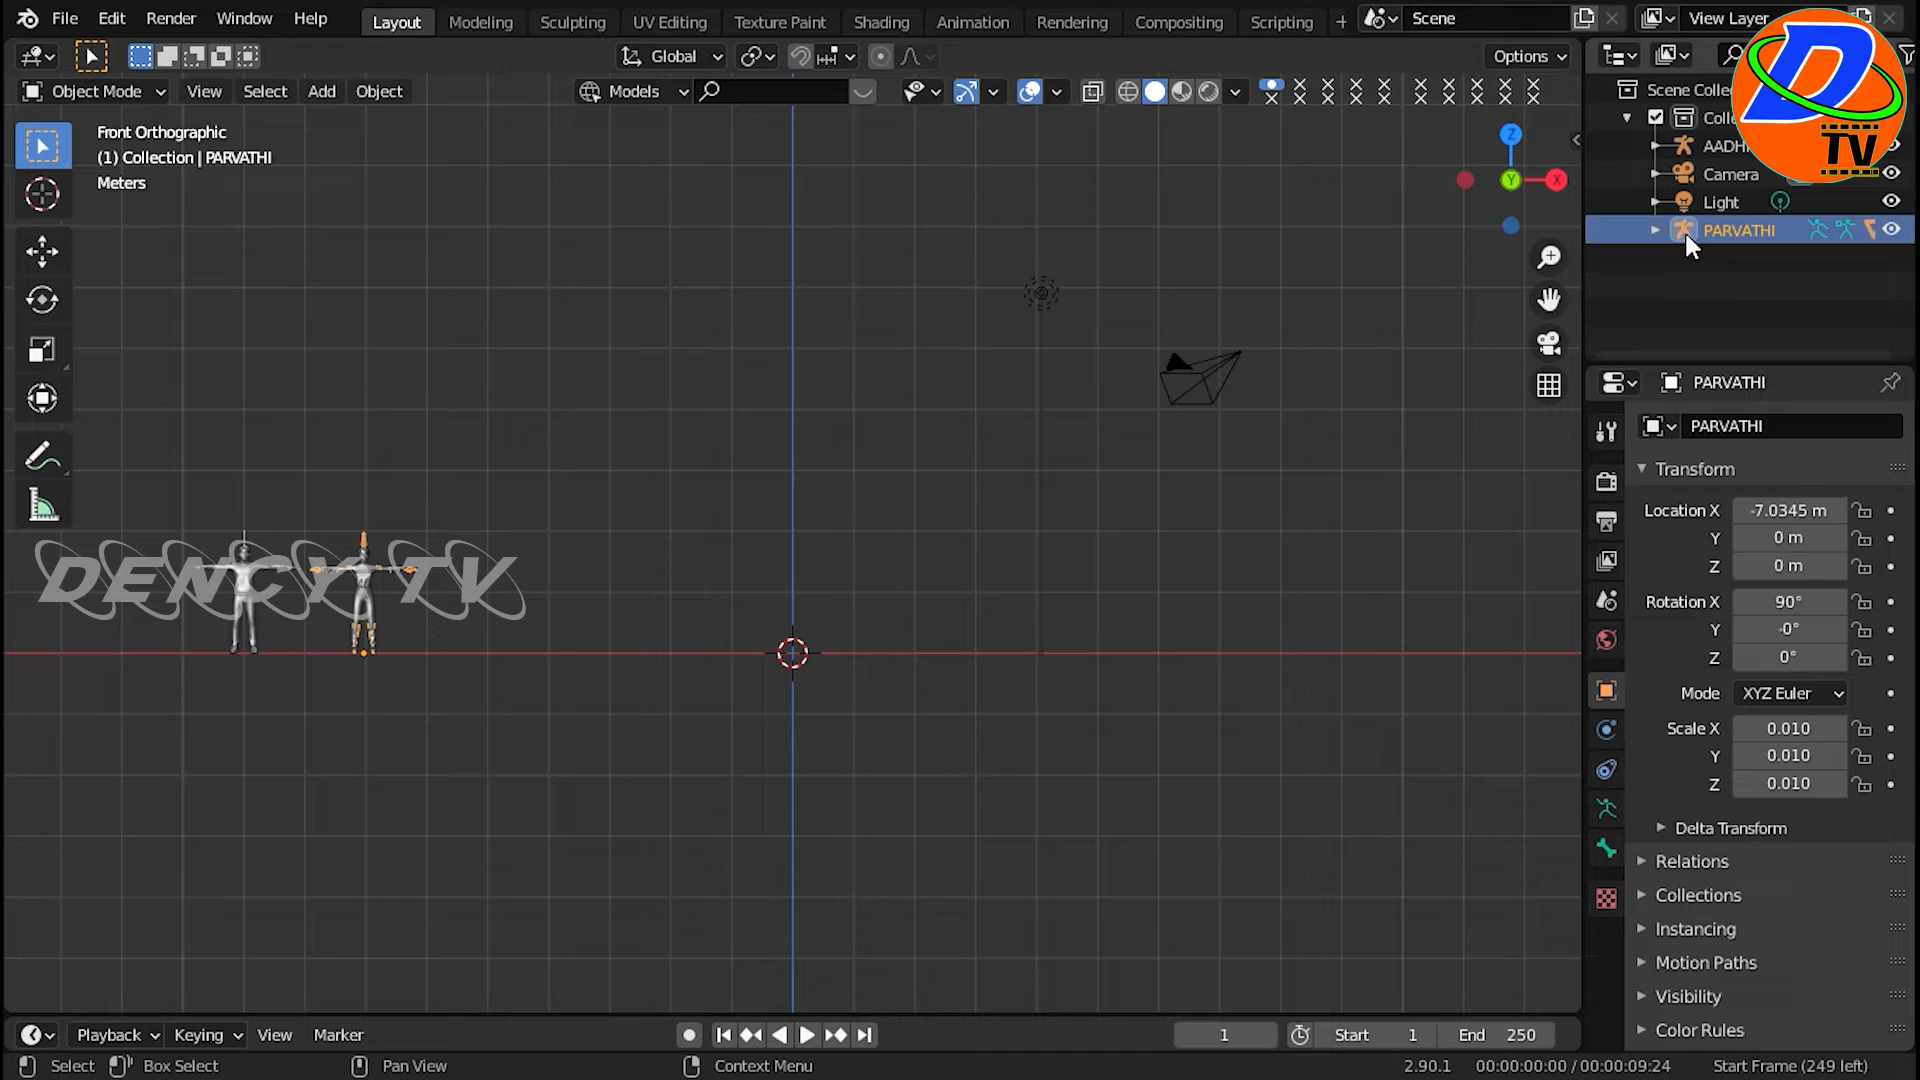 File Edit Render Window Help
Layout Modeling Sculpting UV Editing Texture Paint Shading Animation Rendering Compositing Scripting +
Scene
View Layer
Global
Options
Object Mode View Select Add Object
Models
Front Orthographic
(1) Collection | PARVATHI
Meters
Z
Y
X
Scene Colle
Colle
AADH
Camera
Light
PARVATHI
D
TV
DENCY TV
PARVATHI
PARVATHI
Transform
Location X -7.0345 m
Y 0 m
Z 0 m
Rotation X 90°
Y -0°
Z 0°
Mode XYZ Euler
Scale X 0.010
Y 0.010
Z 0.010
Delta Transform
Relations
Collections
Instancing
Motion Paths
Visibility
Color Rules
Playback Keying View Marker
1 Start 1 End 250
Select Box Select Pan View Context Menu
2.90.1 00:00:00:00 / 00:00:09:24 Start Frame (249 left)